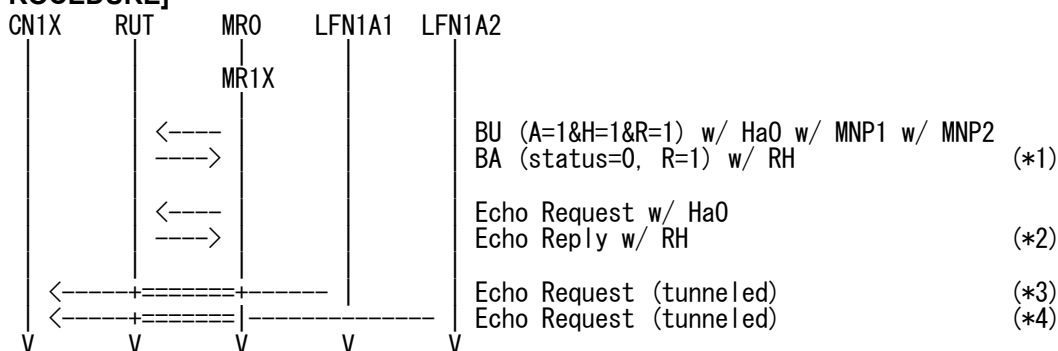 ROCEDURE]
CN1X RUT MR0 LFN1A1 LFN1A2
MR1X
<---- BU (A=1&H=1&R=1) w/ HaO w/ MNP1 w/ MNP2
----> BA (status=0, R=1) w/ RH (*1)
<---- Echo Request w/ HaO
----> Echo Reply w/ RH (*2)
<-----+=======+------ Echo Request (tunneled) (*3)
<-----+=======|-------------- Echo Request (tunneled) (*4)
V V V V V